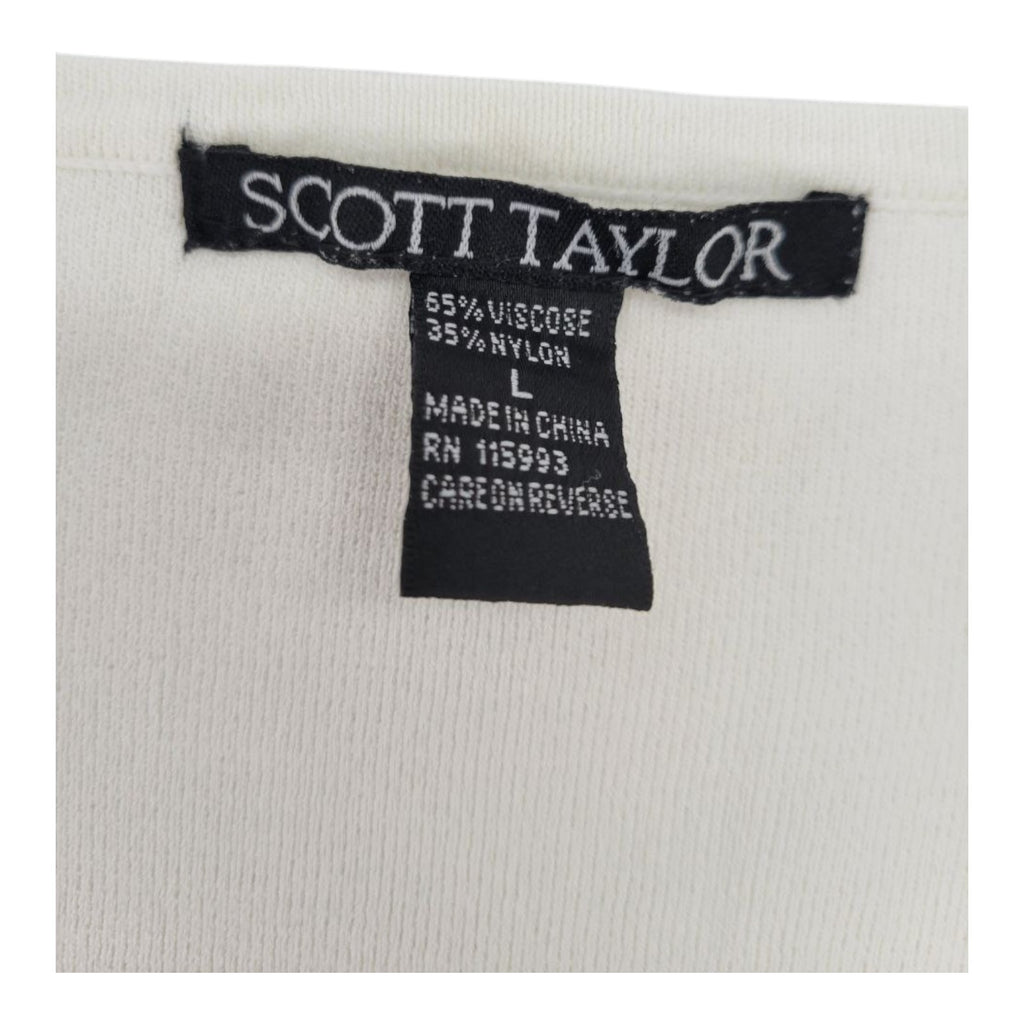 SCOTT TAYLOR
65% VISCOSE
35% NYLON
L
MADE IN CHINA
RN 115993
CARE ON REVERSE